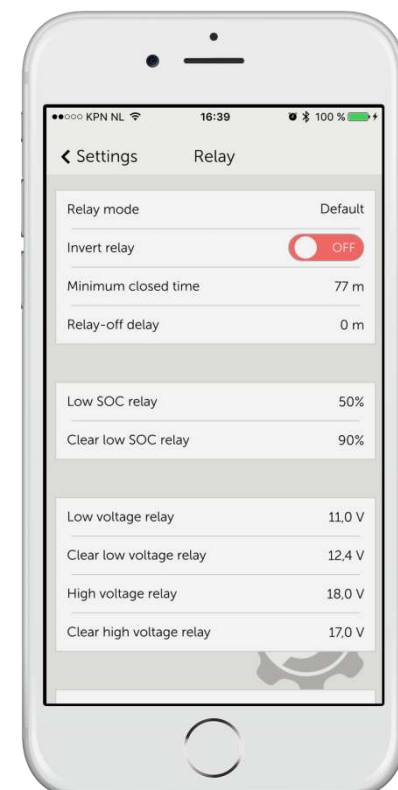 KPN NL 16:39 100 %
Settings Relay
Relay mode Default
Invert relay OFF
Minimum closed time 77 m
Relay-off delay 0 m
Low SOC relay 50%
Clear low SOC relay 90%
Low voltage relay 11,0 V
Clear low voltage relay 12,4 V
High voltage relay 18,0 V
Clear high voltage relay 17,0 V